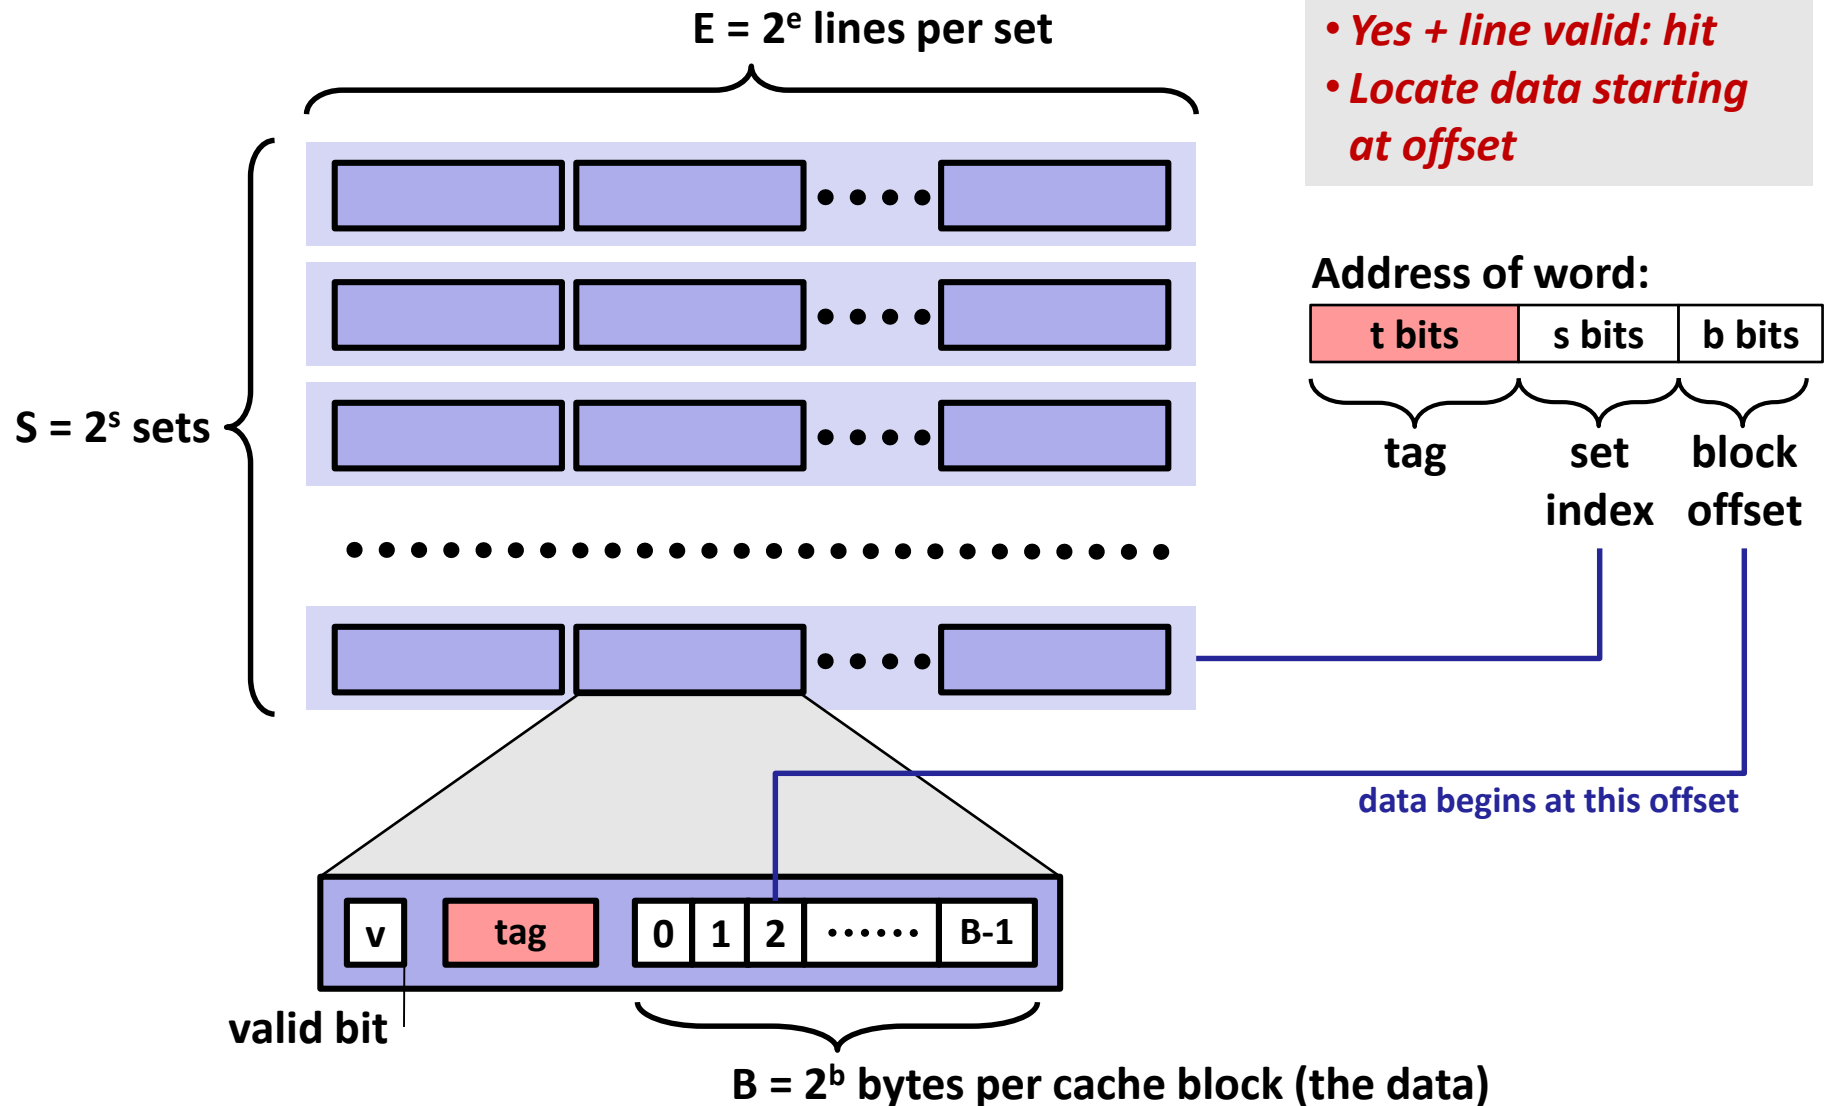 E = 2ᵉ lines per set
• Yes + line valid: hit
• Locate data starting
at offset
Address of word:
t bits s bits b bits
tag set block
index offset
S = 2ˢ sets
data begins at this offset
v tag 0 1 2 •••••• B-1
valid bit
B = 2ᵇ bytes per cache block (the data)